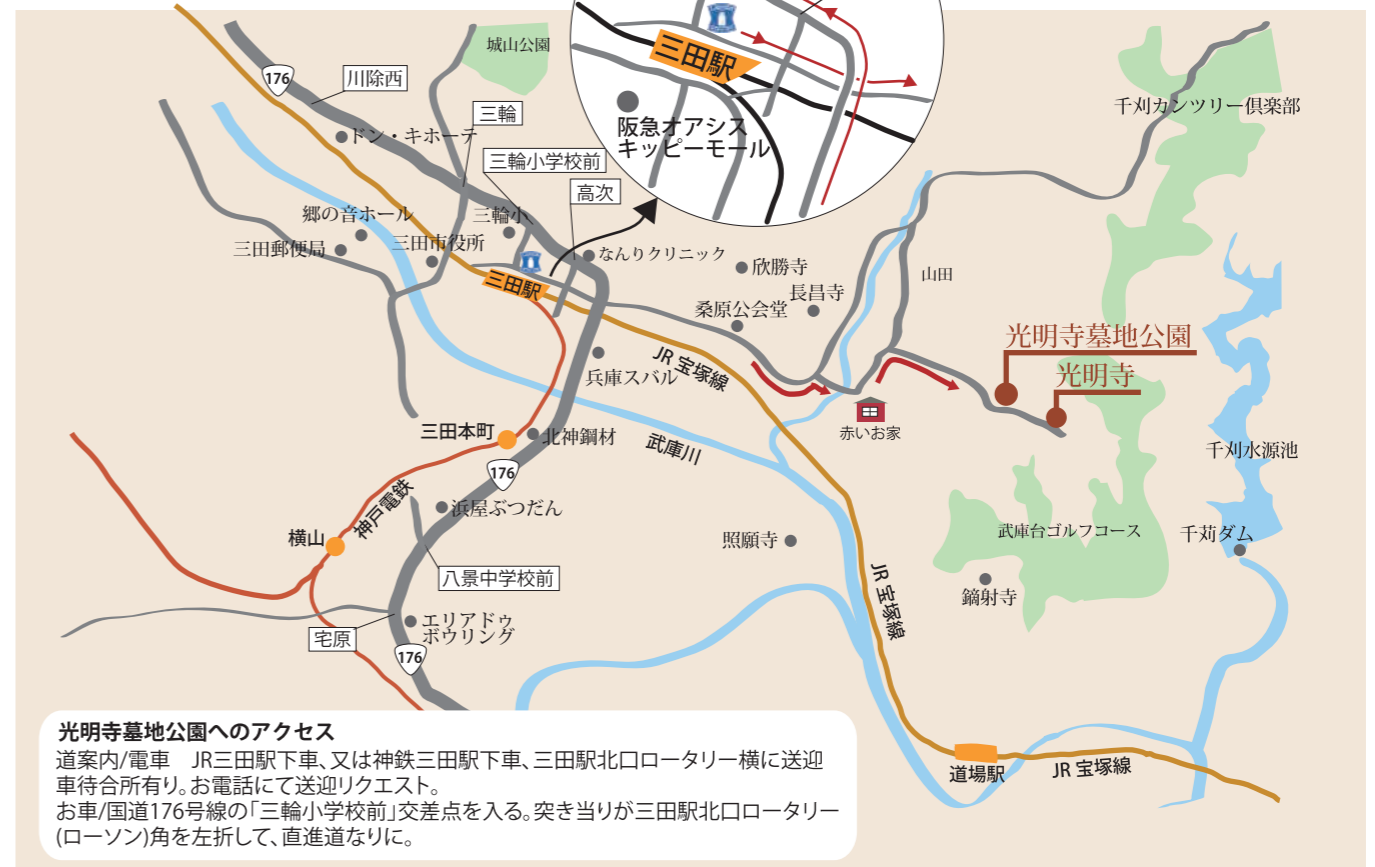 城山公園
176
川除西
三田駅
阪急オアシス
キッピーモール
千刈カンツリー倶楽部
ドン・キホーテ
三輪
三輪小学校前
高次
郷の音ホール
三輪小
三田郵便局
三田市役所
なんりクリニック
欣勝寺
山田
三田駅
長昌寺
桑原公会堂
光明寺墓地公園
JR 宝塚線
兵庫スバル
光明寺
赤いお家
三田本町
北神鋼材
武庫川
千刈水源池
176
神戸電鉄
浜屋ぶつだん
横山
照願寺
武庫台ゴルフコース
千苅ダム
八景中学校前
JR 宝塚線
鏑射寺
エリアドゥ
ボウリング
宅原
176
道場駅
JR 宝塚線
光明寺墓地公園へのアクセス
道案内/電車　JR三田駅下車、又は神鉄三田駅下車、三田駅北口ロータリー横に送迎
車待合所有り。お電話にて送迎リクエスト。
お車/国道176号線の「三輪小学校前」交差点を入る。突き当りが三田駅北口ロータリー
(ローソン)角を左折して、直進道なりに。